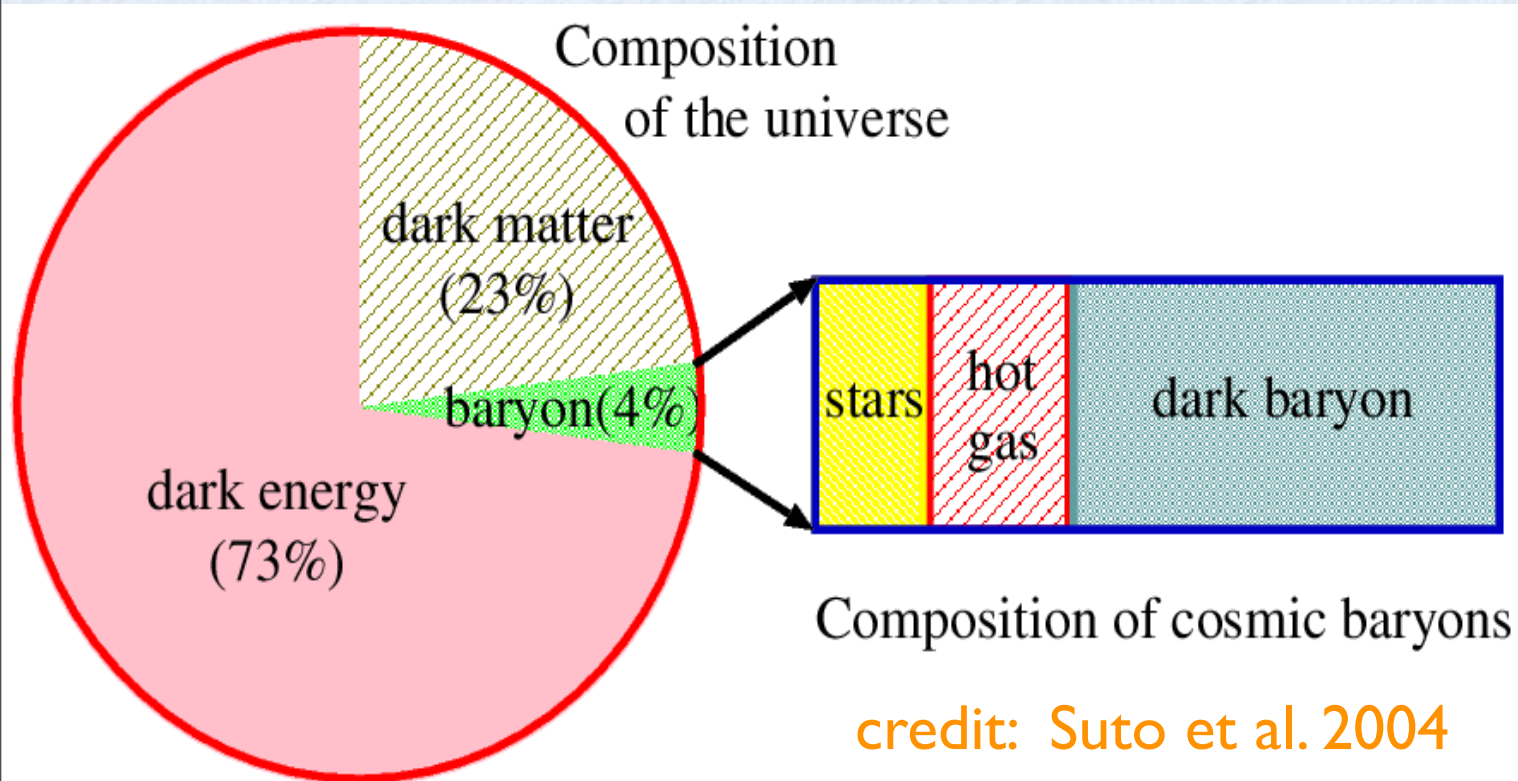 Composition
of the universe
dark matter
(23%)
baryon(4%)
dark energy
(73%)
stars
hot
gas
dark baryon
Composition of cosmic baryons
credit: Suto et al. 2004